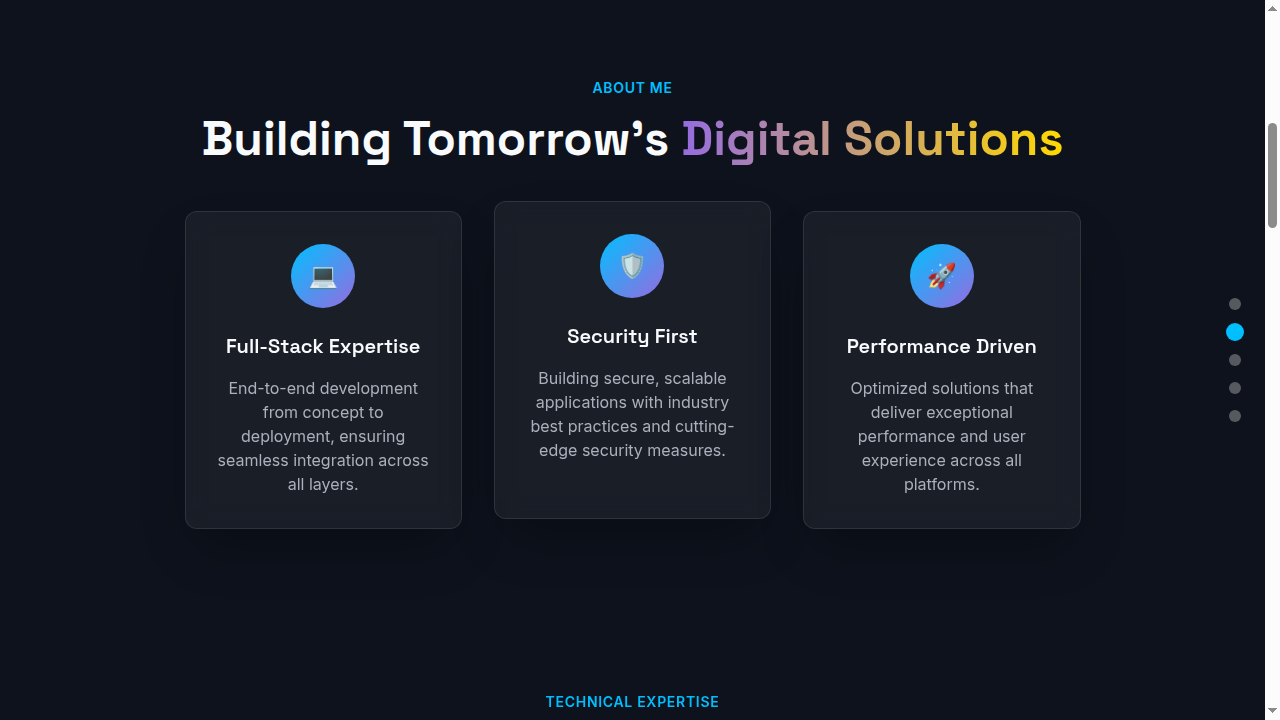 ABOUT ME
Building Tomorrow’s Digital Solutions
Full-Stack Expertise
End-to-end development
from concept to
deployment, ensuring
seamless integration across
all layers.
Security First
Building secure, scalable
applications with industry
best practices and cutting-
edge security measures.
Performance Driven
Optimized solutions that
deliver exceptional
performance and user
experience across all
platforms.
TECHNICAL EXPERTISE